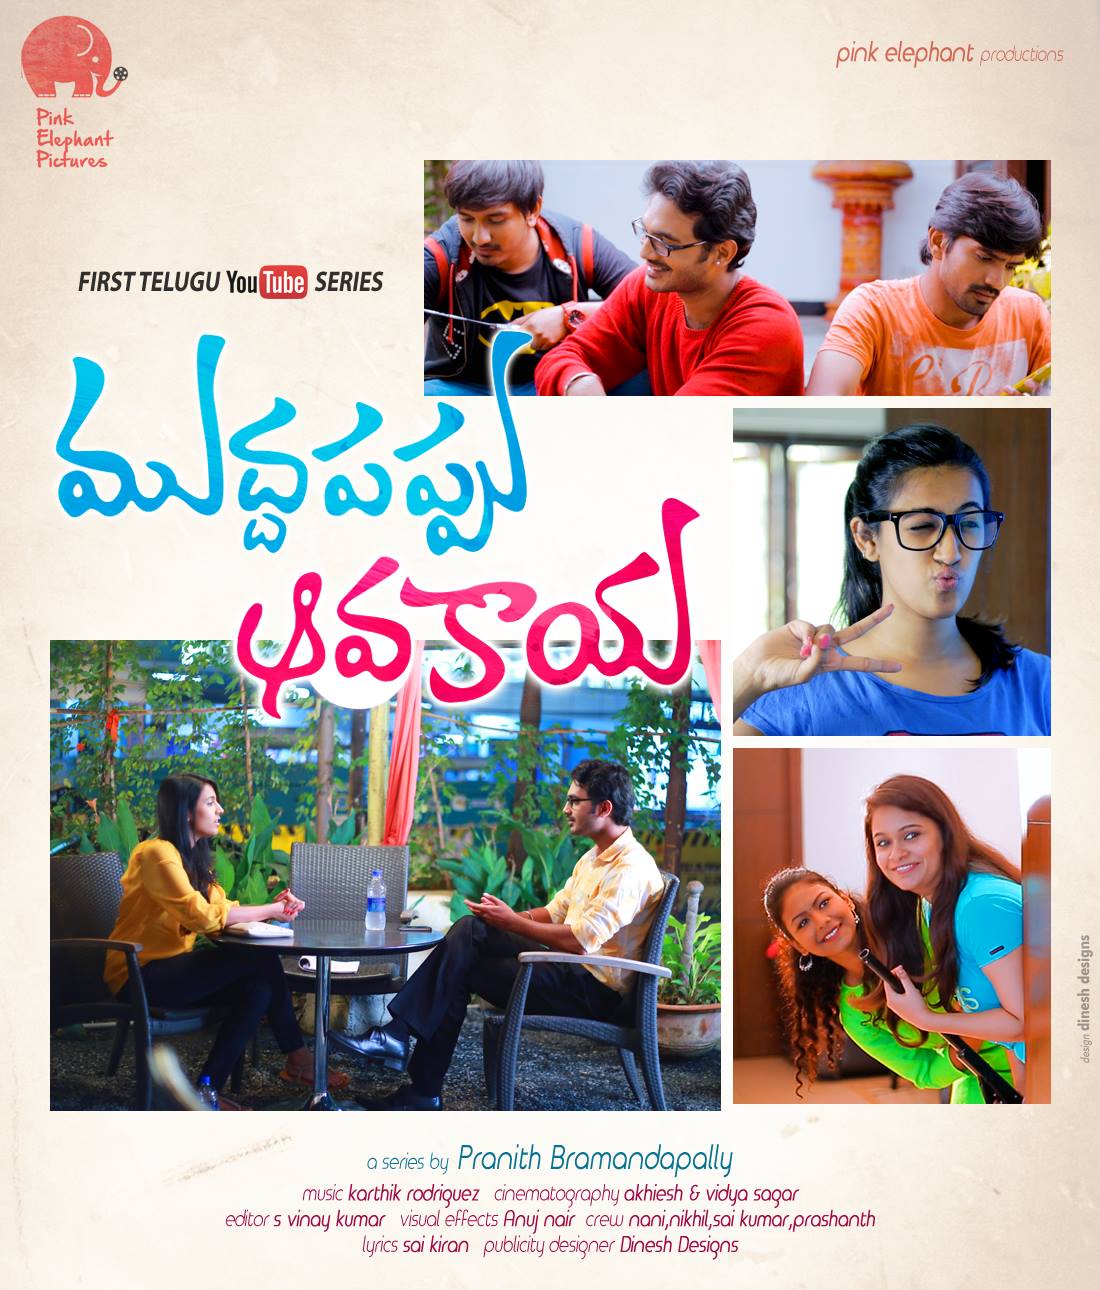 Pink
Elephant
Pictures
pink elephant productions
FIRST TELUGU YouTube SERIES
ముద్దపప్పు
ఆవకాయ
a series by Pranith Bramandapally
music karthik rodriguez cinematography akhiesh & vidya sagar
editor s vinay kumar visual effects Anuj nair crew nani,nikhil,sai kumar,prashanth
lyrics sai kiran publicity designer Dinesh Designs
design dinesh designs